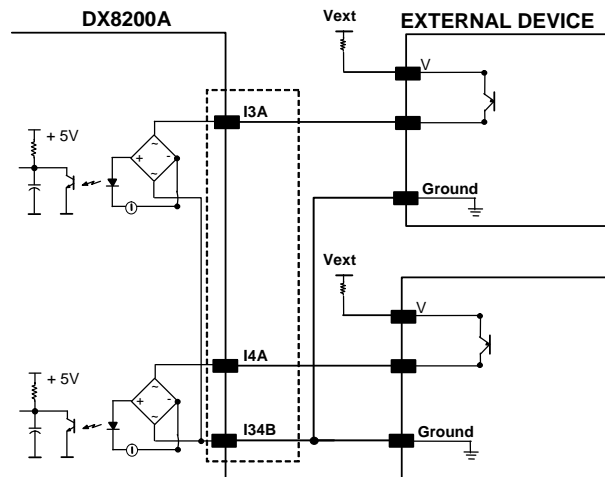 DX8200A
EXTERNAL DEVICE
Vext
V
I3A
+ 5V
+
-
~
~
I
Ground
Vext
V
I4A
+ 5V
+
-
~
~
I
I34B
Ground